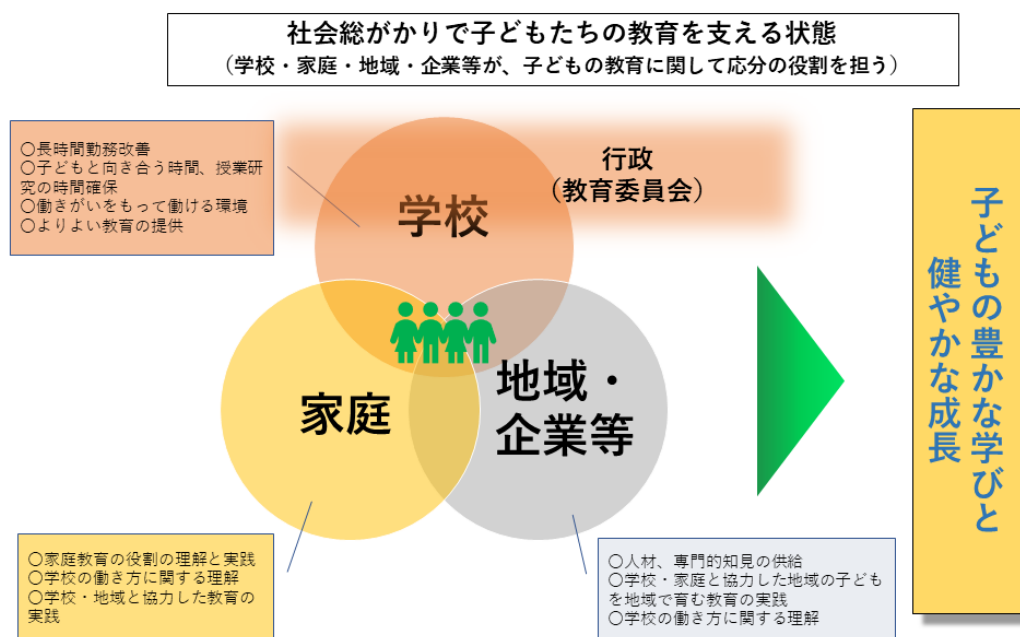 社会総がかりで子どもたちの教育を支える状態
（学校・家庭・地域・企業等が、子どもの教育に関して応分の役割を担う）
〇長時間勤務改善
〇子どもと向き合う時間、授業研
究の時間確保
〇働きがいをもって働ける環境
〇よりよい教育の提供
行政
（教育委員会）
学校
家庭
地域・
企業等
子どもの豊かな学びと
健やかな成長
〇家庭教育の役割の理解と実践
〇学校の働き方に関する理解
〇学校・地域と協力した教育の
実践
〇人材、専門的知見の供給
〇学校・家庭と協力した地域の子ども
を地域で育む教育の実践
〇学校の働き方に関する理解